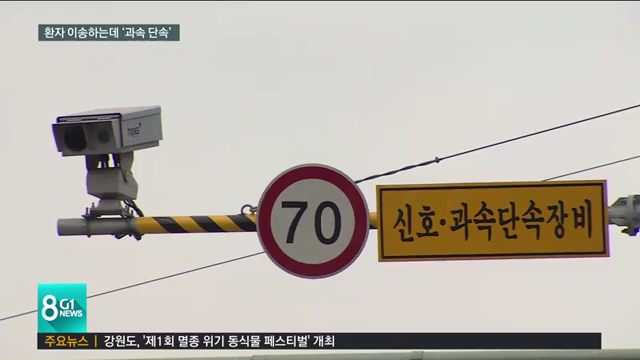 환자 이송하는데 '과속 단속'
70
신호·과속단속장비
8 G1 NEWS
주요뉴스 강원도, '제1회 멸종 위기 동식물 페스티벌' 개최